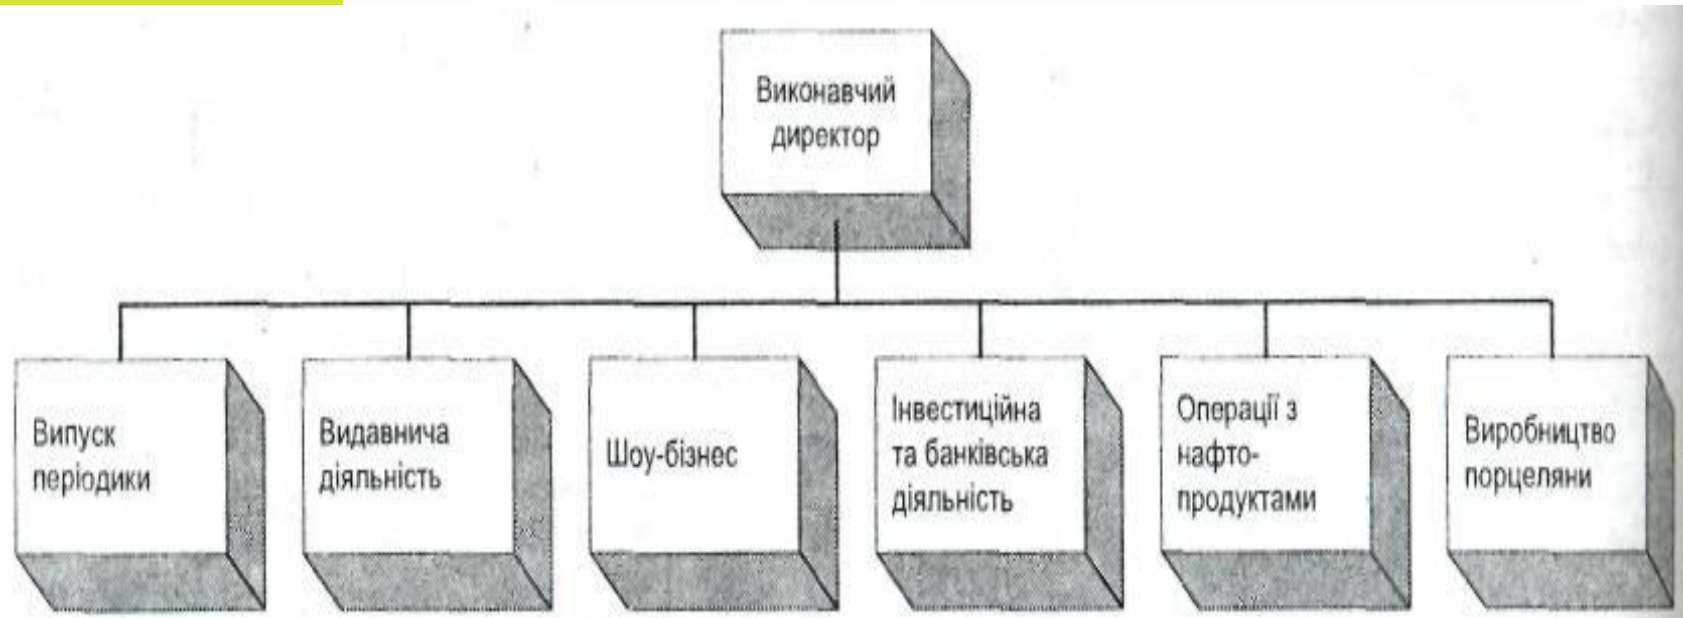 Виконавчий
директор
Випуск
періодики
Видавнича
діяльність
Шоу-бізнес
Інвестиційна
та банківська
діяльність
Операції з
нафто-
продуктами
Виробництво
порцеляни